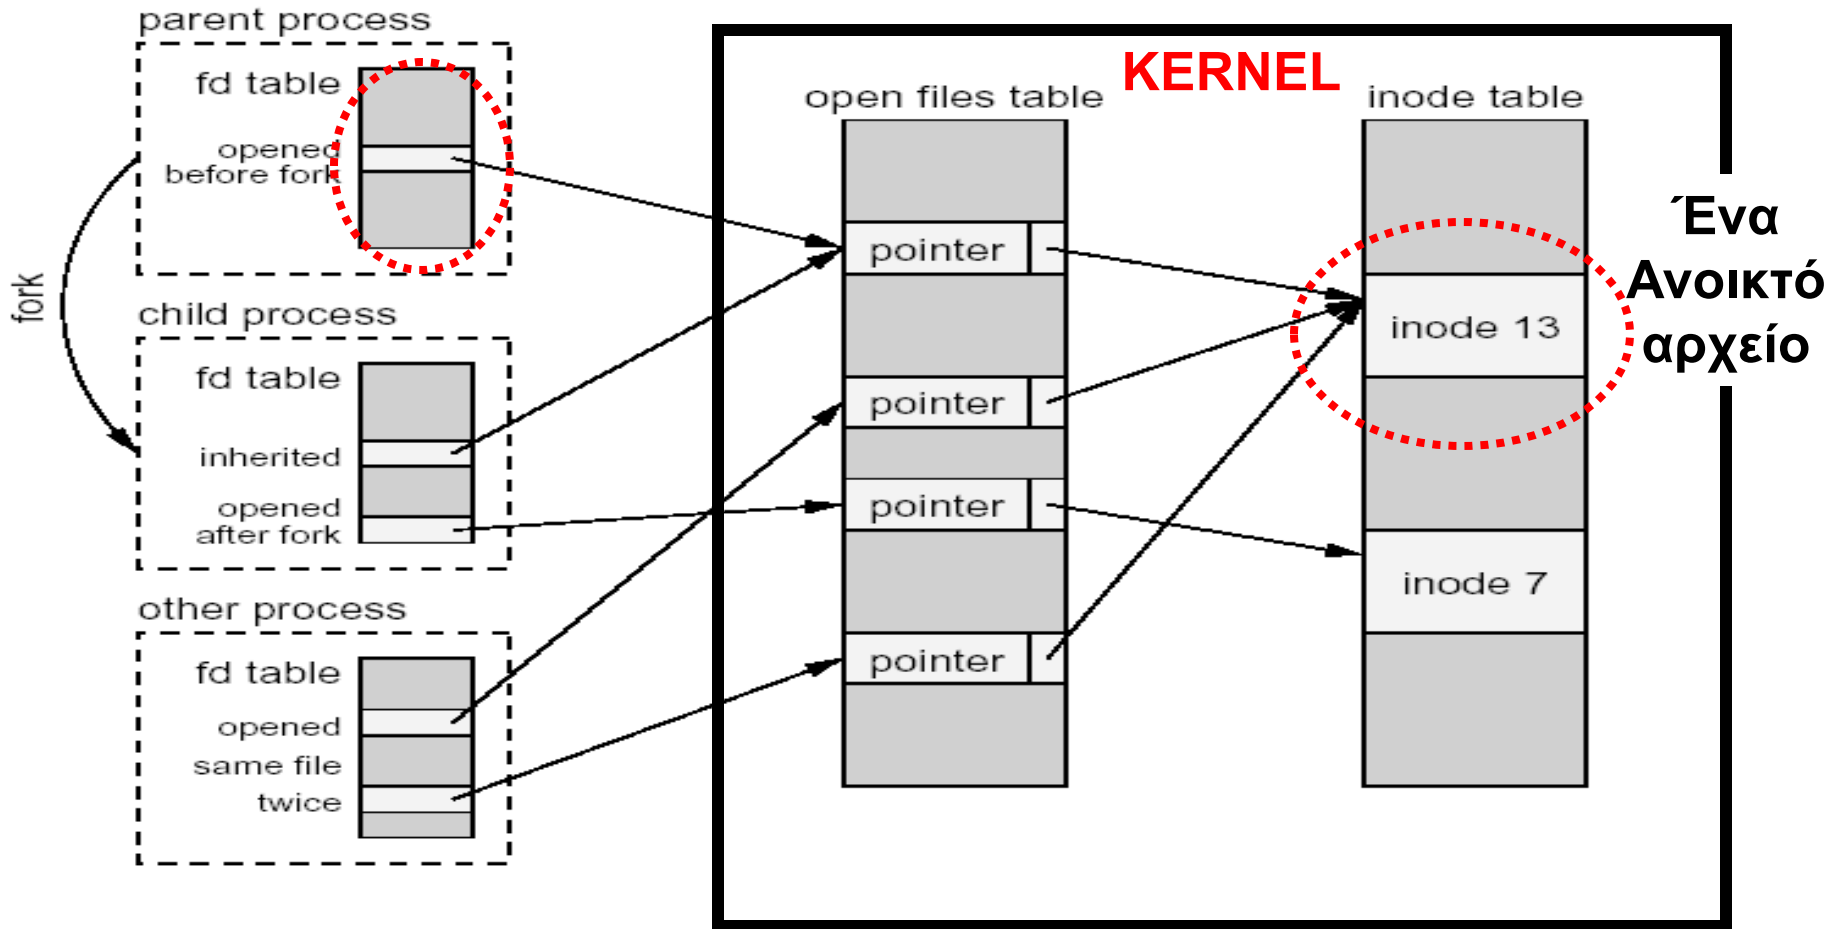 parent process
fd table
opened
before fork
fork
child process
fd table
inherited
opened
after fork
other process
fd table
opened
same file
twice
KERNEL
open files table
pointer
pointer
pointer
pointer
inode table
inode 13
inode 7
Ένα
Ανοικτό
αρχείο